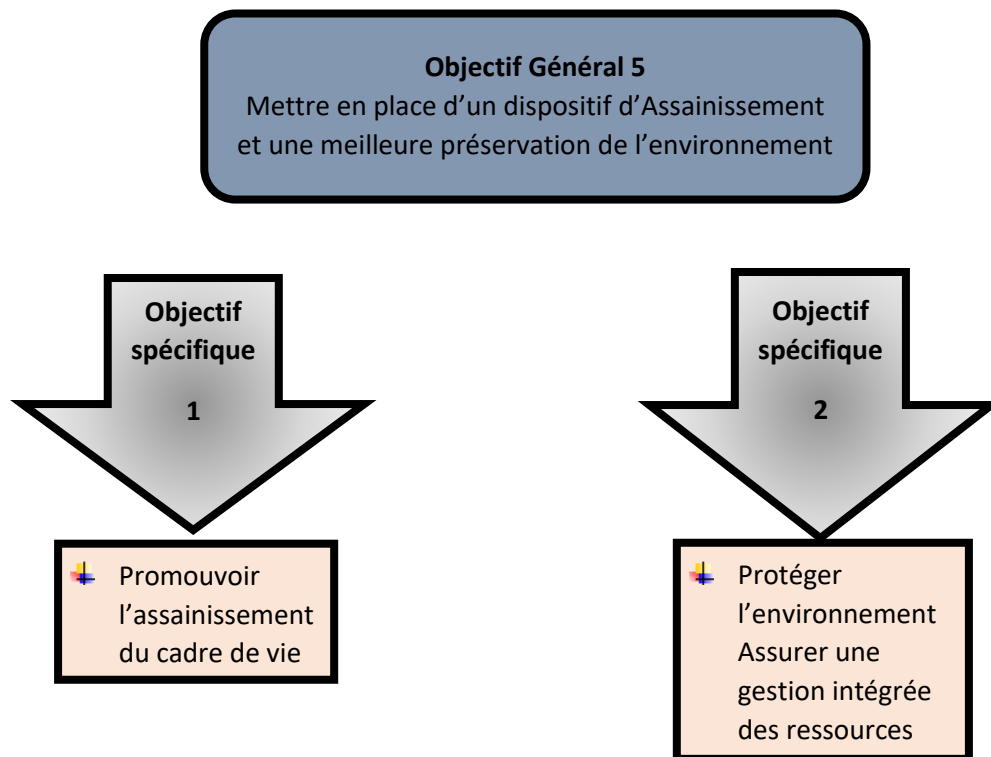 Objectif Général 5
Mettre en place d’un dispositif d’Assainissement
et une meilleure préservation de l’environnement
Objectif
spécifique
1
Promouvoir
l’assainissement
du cadre de vie
Objectif
spécifique
2
Protéger
l’environnement
Assurer une
gestion intégrée
des ressources